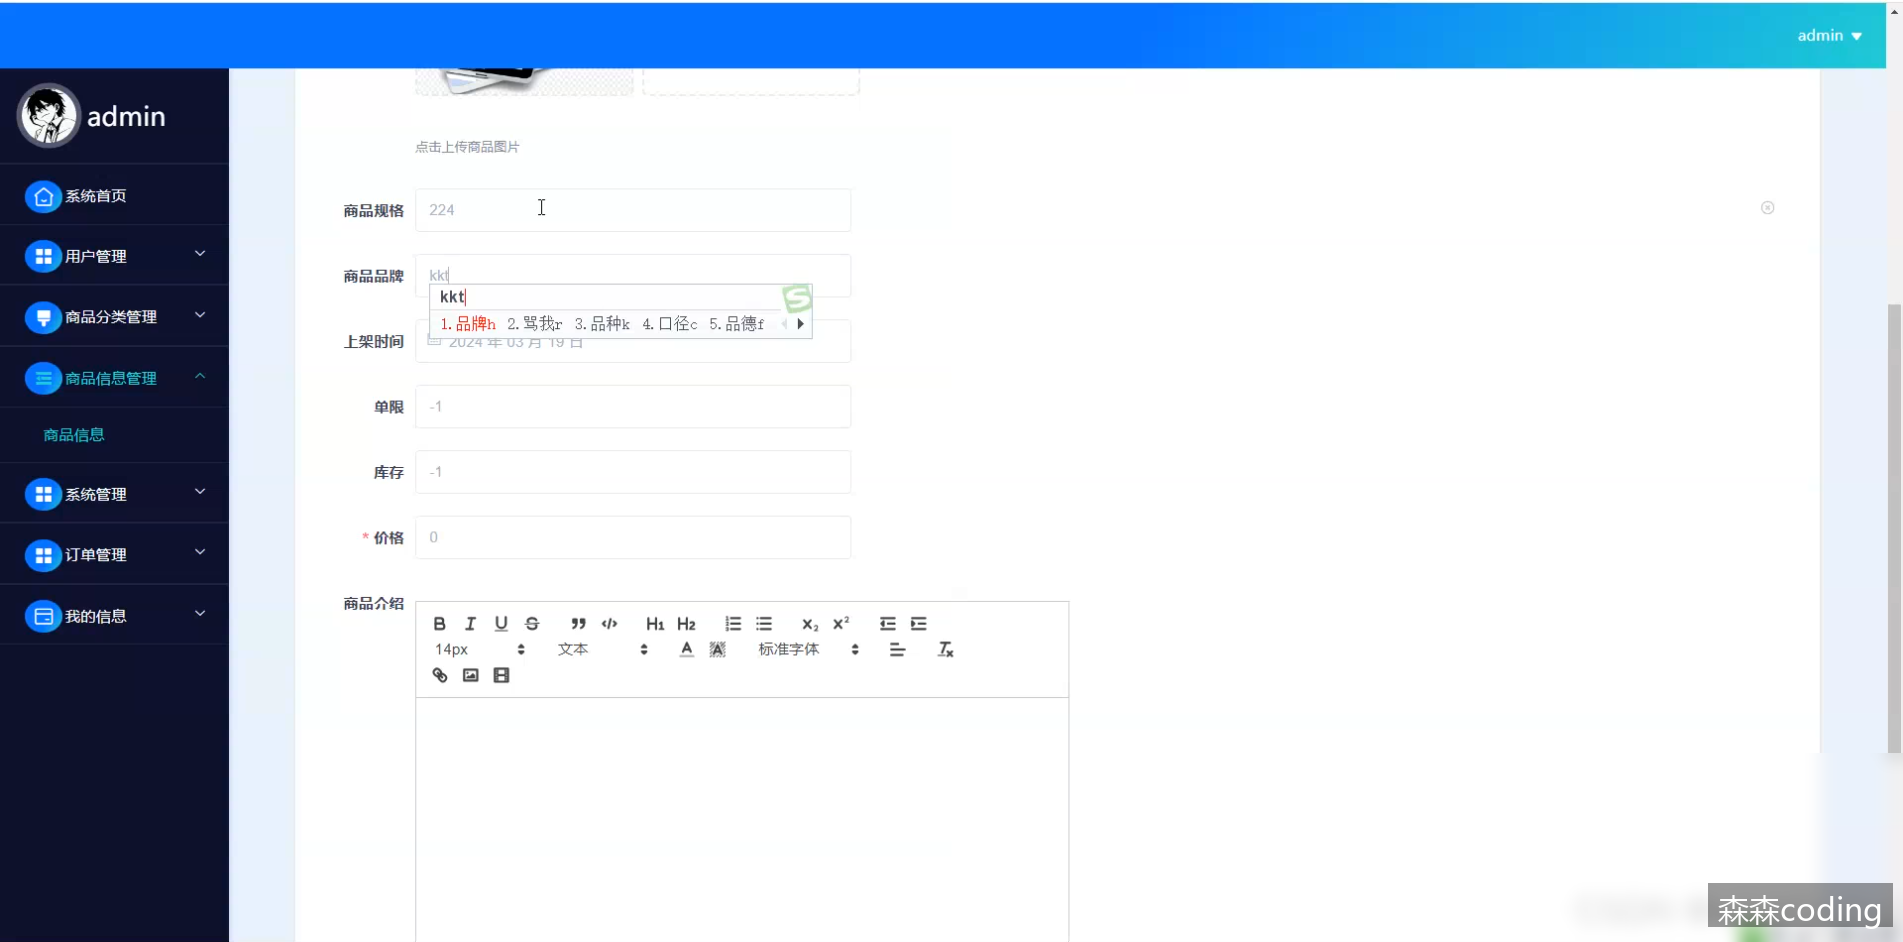 admin
admin
系统首页
用户管理
商品分类管理
商品信息管理
商品信息
系统管理
订单管理
我的信息
点击上传商品图片
商品规格 224
商品品牌 kkt
kkt
1.品牌h 2.骂我r 3.品种k 4.口径c 5.品德f
上架时间 2024 年 03 月 19 日
单限 -1
库存 -1
* 价格 0
商品介绍
B I U S H1 H2 x₂ x²
14px 文本 A A 标准字体 Tx
森森coding